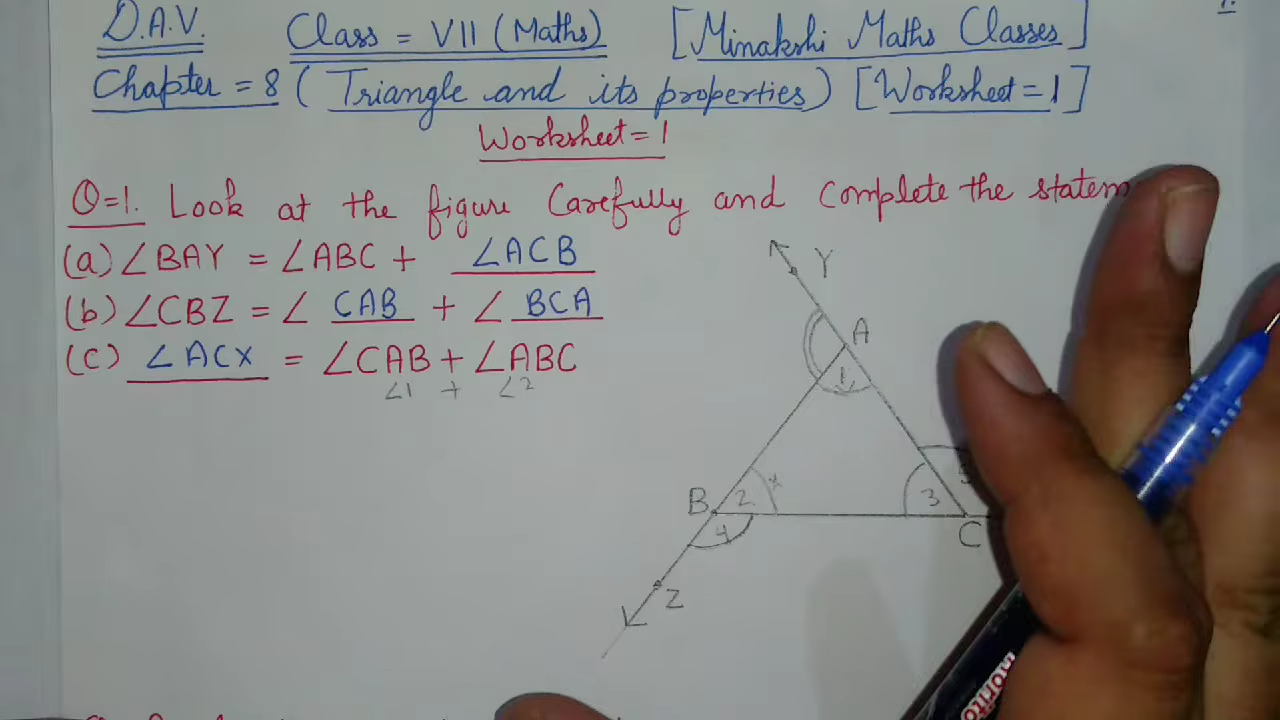 D.A.V. Class = VII (Maths) [Minakshi Maths Classes]
Chapter = 8 ( Triangle and its properties) [Worksheet = 1]
Worksheet = 1
Q=1. Look at the figure Carefully and Complete the statem
(a) ∠BAY = ∠ABC + ∠ACB
(b) ∠CBZ = ∠ CAB + ∠ BCA
(c) ∠ACX = ∠CAB + ∠ABC
∠1 + ∠2
Y
A
1
B 2 3 5
4 C
Z